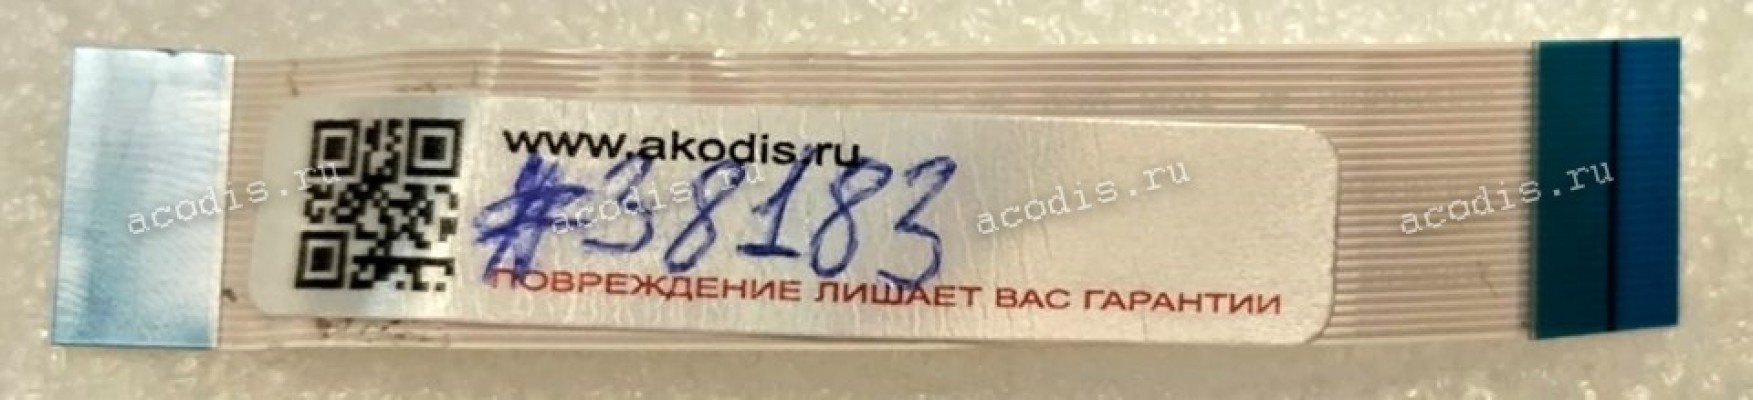 www.akodis.ru
#38183
ПОВРЕЖДЕНИЕ ЛИШАЕТ ВАС ГАРАНТИИ
acodis.ru acodis.ru acodis.ru acodis.ru